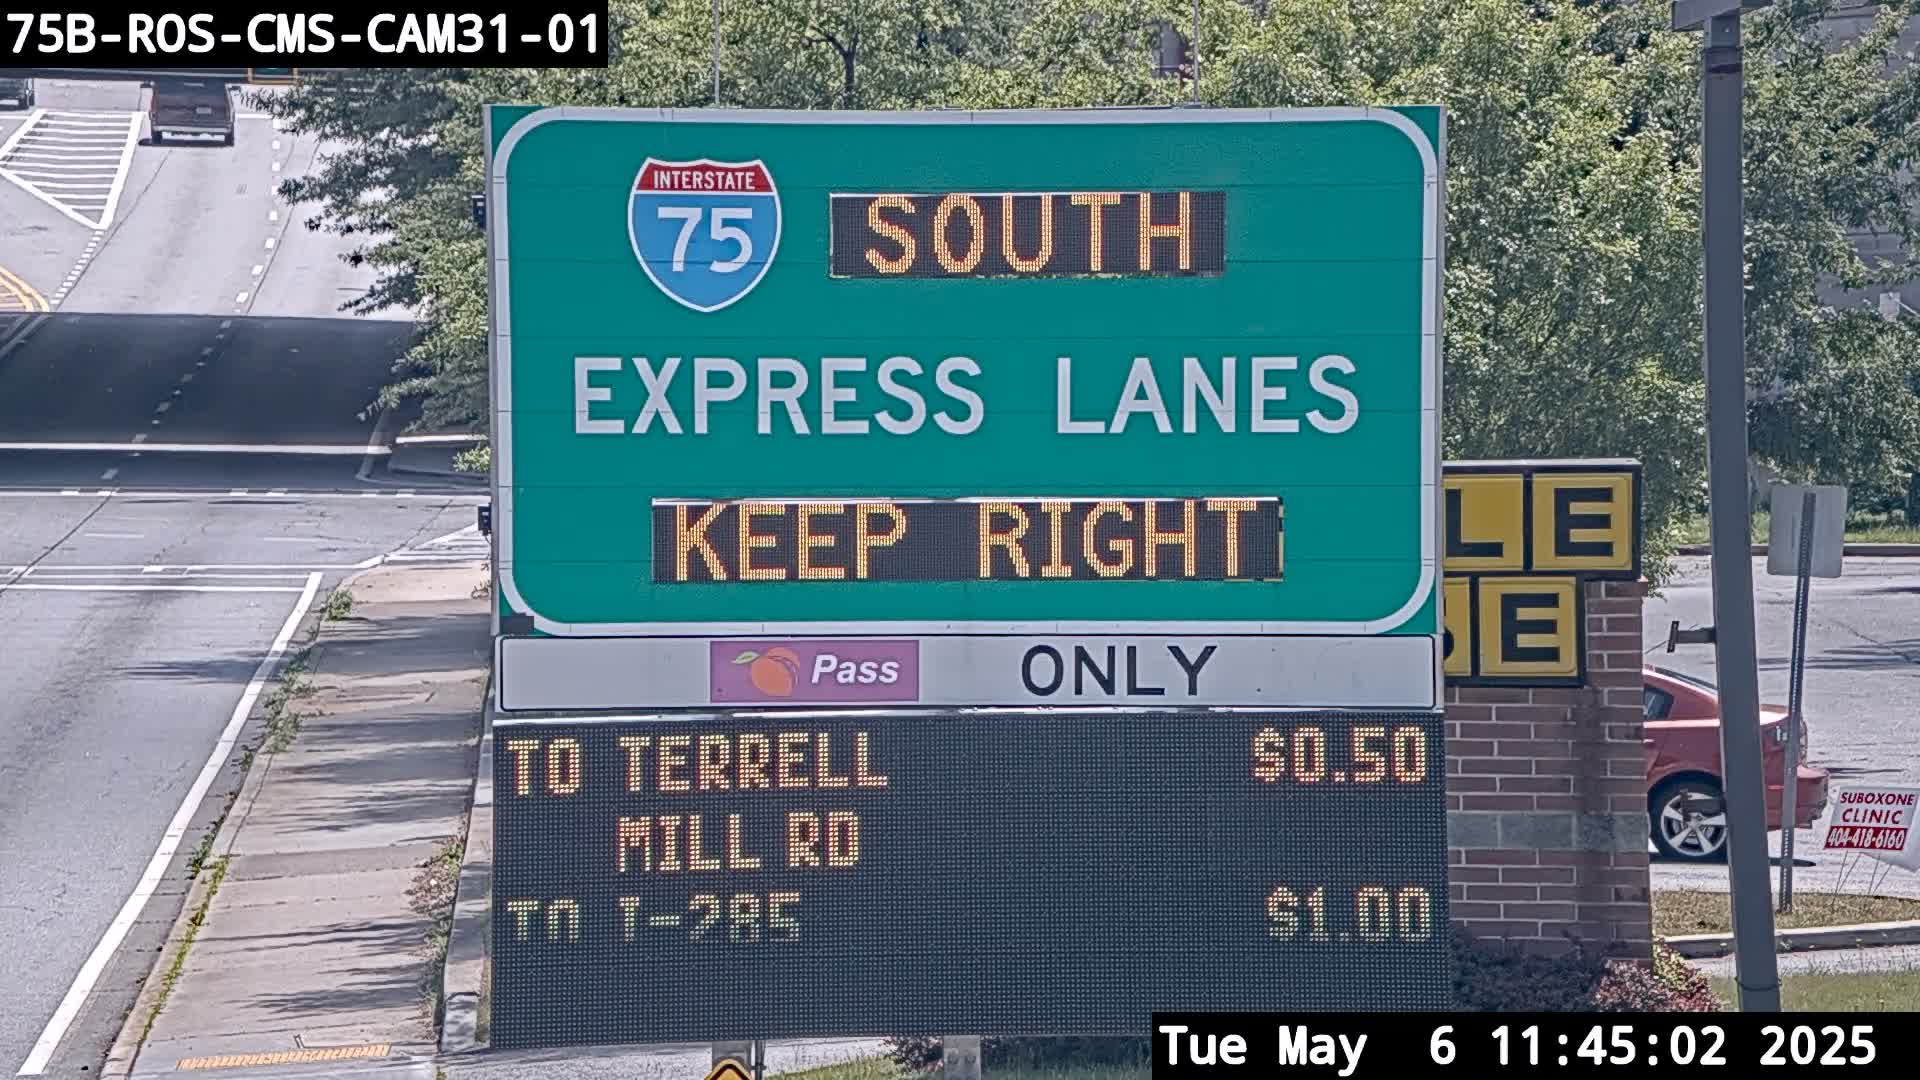 75B-ROS-CMS-CAM31-01
INTERSTATE
75
SOUTH
EXPRESS LANES
KEEP RIGHT
Pass ONLY
TO TERRELL $0.50
MILL RD
TO I-285 $1.00
LE
E
SUBOXONE
CLINIC
404-418-6160
Tue May 6 11:45:02 2025